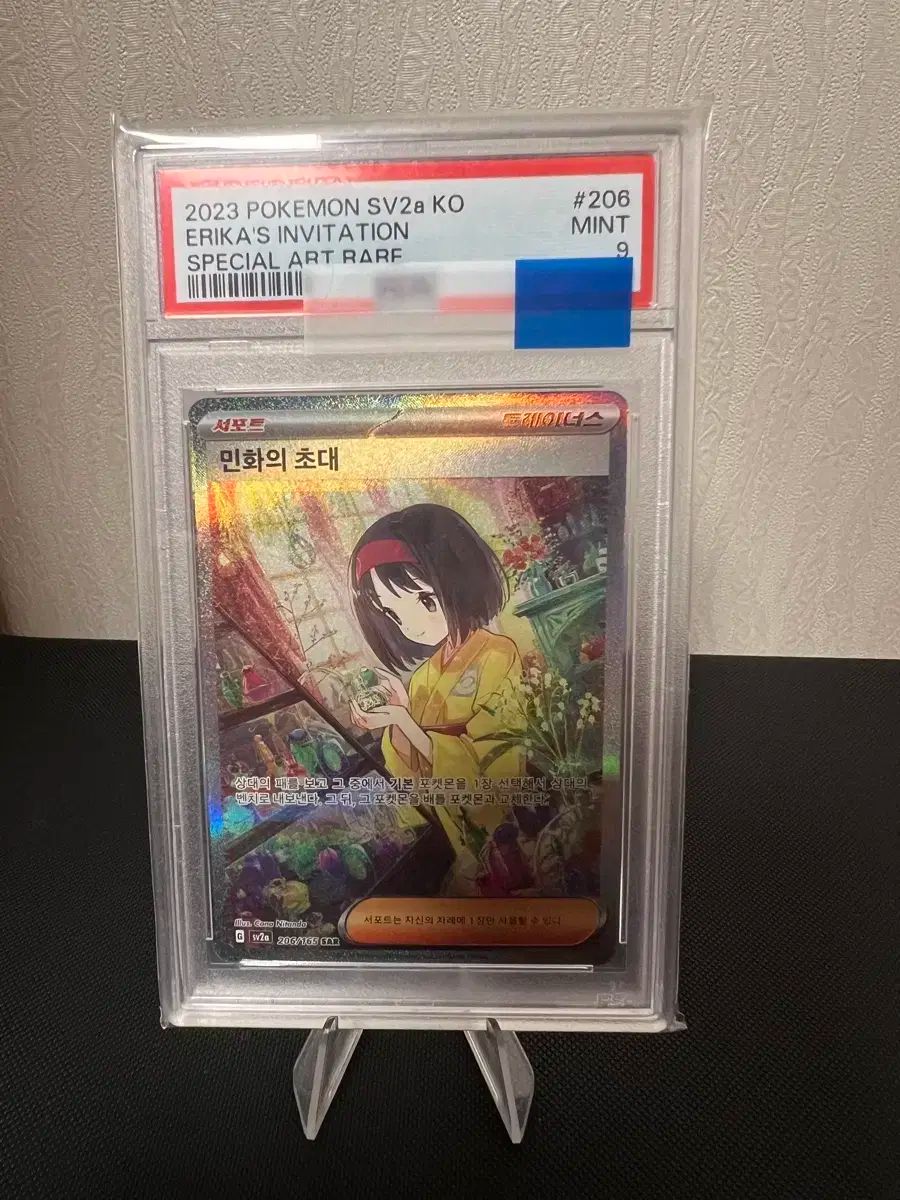 2023 POKEMON SV2a KO
#206
ERIKA'S INVITATION
MINT
SPECIAL ART RARE
9
서포트
트레이너스
민화의 초대
상대의 패를 보고 그 중에서 기본 포켓몬을 1장 선택해서 상대의
벤치로 내보낸다. 그 뒤, 그 포켓몬을 배틀 포켓몬과 교체한다.
서포트는 자신의 차례에 1장만 사용할 수 있다.
Illus. Cona Nitanda
G sv2a 206/165 SAR